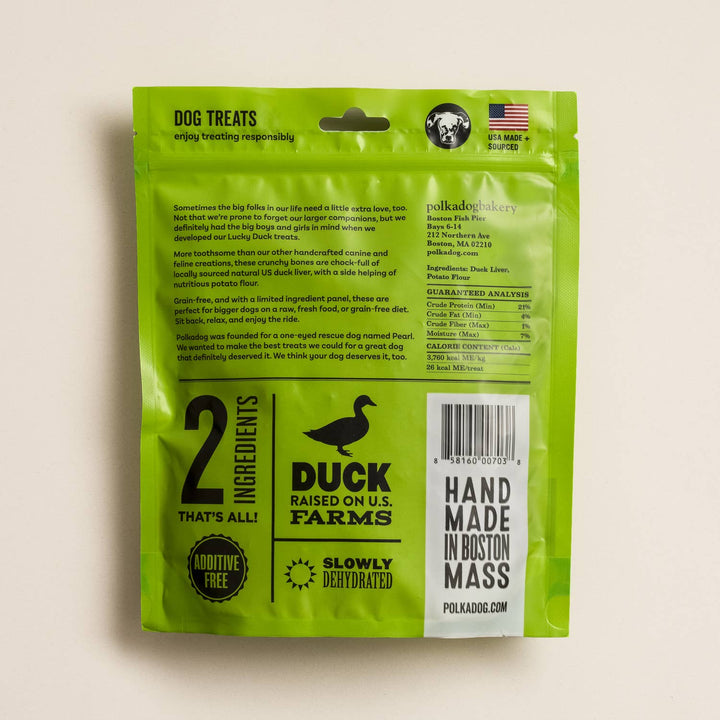 DOG TREATS
enjoy treating responsibly
USA MADE +
SOURCED
Sometimes the big folks in our life need a little extra love, too.
Not that we're prone to forget our larger companions, but we
definitely had the big boys and girls in mind when we
developed our Lucky Duck treats.
More toothsome than our other handcrafted canine and
feline creations, these crunchy bones are chock-full of
locally sourced natural US duck liver, with a side helping of
nutritious potato flour.
Grain-free, and with a limited ingredient panel, these are
perfect for bigger dogs on a raw, fresh food, or grain-free diet.
Sit back, relax, and enjoy the ride.
Polkadog was founded for a one-eyed rescue dog named Pearl.
We wanted to make the best treats we could for a great dog
that definitely deserved it. We think your dog deserves it, too.
polkadogbakery
Boston Fish Pier
Bays 6-14
212 Northern Ave
Boston, MA 02210
polkadog.com
Ingredients: Duck Liver,
Potato Flour
GUARANTEED ANALYSIS
Crude Protein (Min) 21%
Crude Fat (Min) 4%
Crude Fiber (Max) 1%
Moisture (Max) 7%
CALORIE CONTENT (Calc)
3,760 kcal ME/kg
26 kcal ME/treat
2 INGREDIENTS
THAT'S ALL!
ADDITIVE
FREE
DUCK
RAISED ON U.S.
FARMS
SLOWLY
DEHYDRATED
8 58160 00703 8
HAND
MADE
IN BOSTON
MASS
POLKADOG.COM